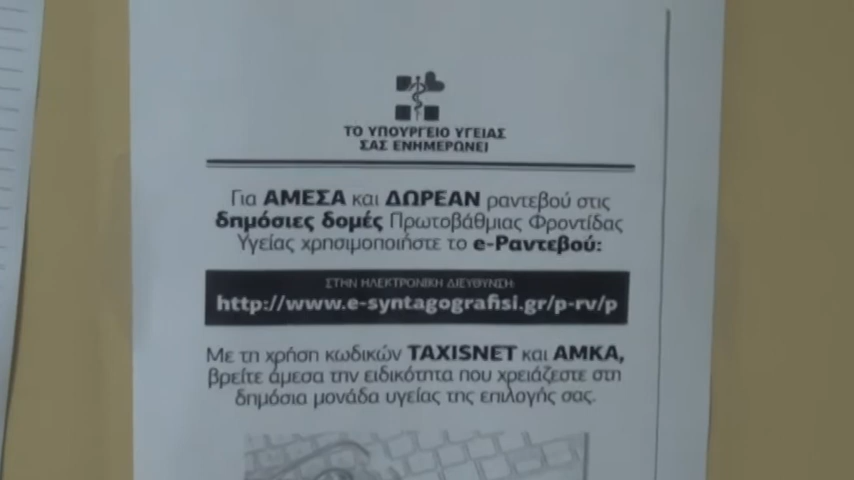 ΤΟ ΥΠΟΥΡΓΕΙΟ ΥΓΕΙΑΣ
ΣΑΣ ΕΝΗΜΕΡΩΝΕΙ
Για ΑΜΕΣΑ και ΔΩΡΕΑΝ ραντεβού στις
δημόσιες δομές Πρωτοβάθμιας Φροντίδας
Υγείας χρησιμοποιήστε το e-Ραντεβού:
ΣΤΗΝ ΗΛΕΚΤΡΟΝΙΚΗ ΔΙΕΥΘΥΝΣΗ:
http://www.e-syntagografisi.gr/p-rv/p
Με τη χρήση κωδικών TAXISNET και ΑΜΚΑ,
βρείτε άμεσα την ειδικότητα που χρειάζεστε στη
δημόσια μονάδα υγείας της επιλογής σας.